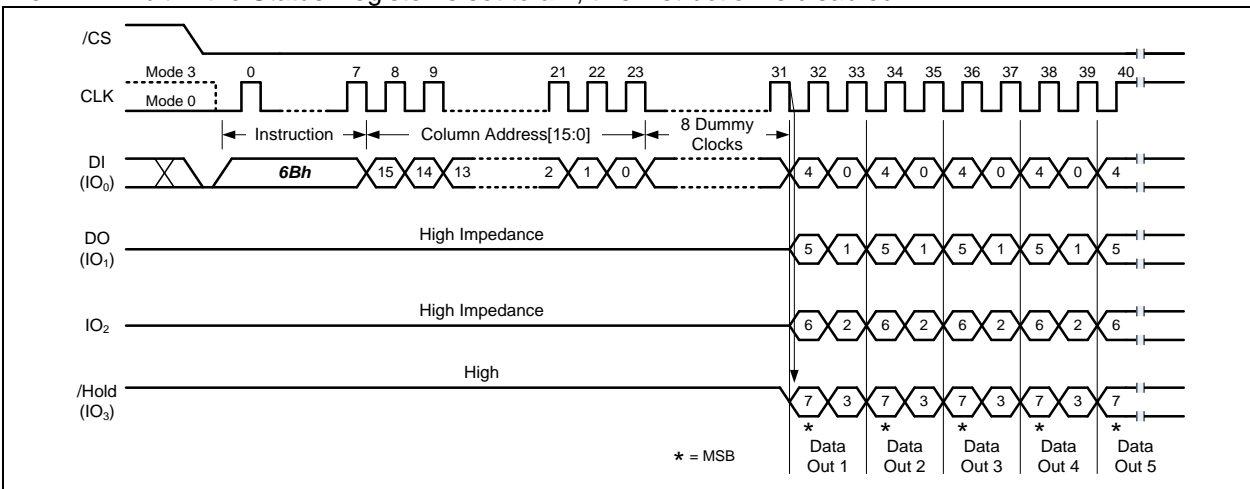 /CS
Mode 3 0 7 8 9 21 22 23 31 32 33 34 35 36 37 38 39 40
CLK
Mode 0
Instruction Column Address[15:0] 8 Dummy
Clocks
DI
(IO0) 6Bh 15 14 13 2 1 0 4 0 4 0 4 0 4 0 4
High Impedance
DO
(IO1) 5 1 5 1 5 1 5 1 5
High Impedance
IO2 6 2 6 2 6 2 6 2 6
High
/Hold
(IO3) 7 3 7 3 7 3 7 3 7
* * * * *
* = MSB
Data Data Data Data Data
Out 1 Out 2 Out 3 Out 4 Out 5